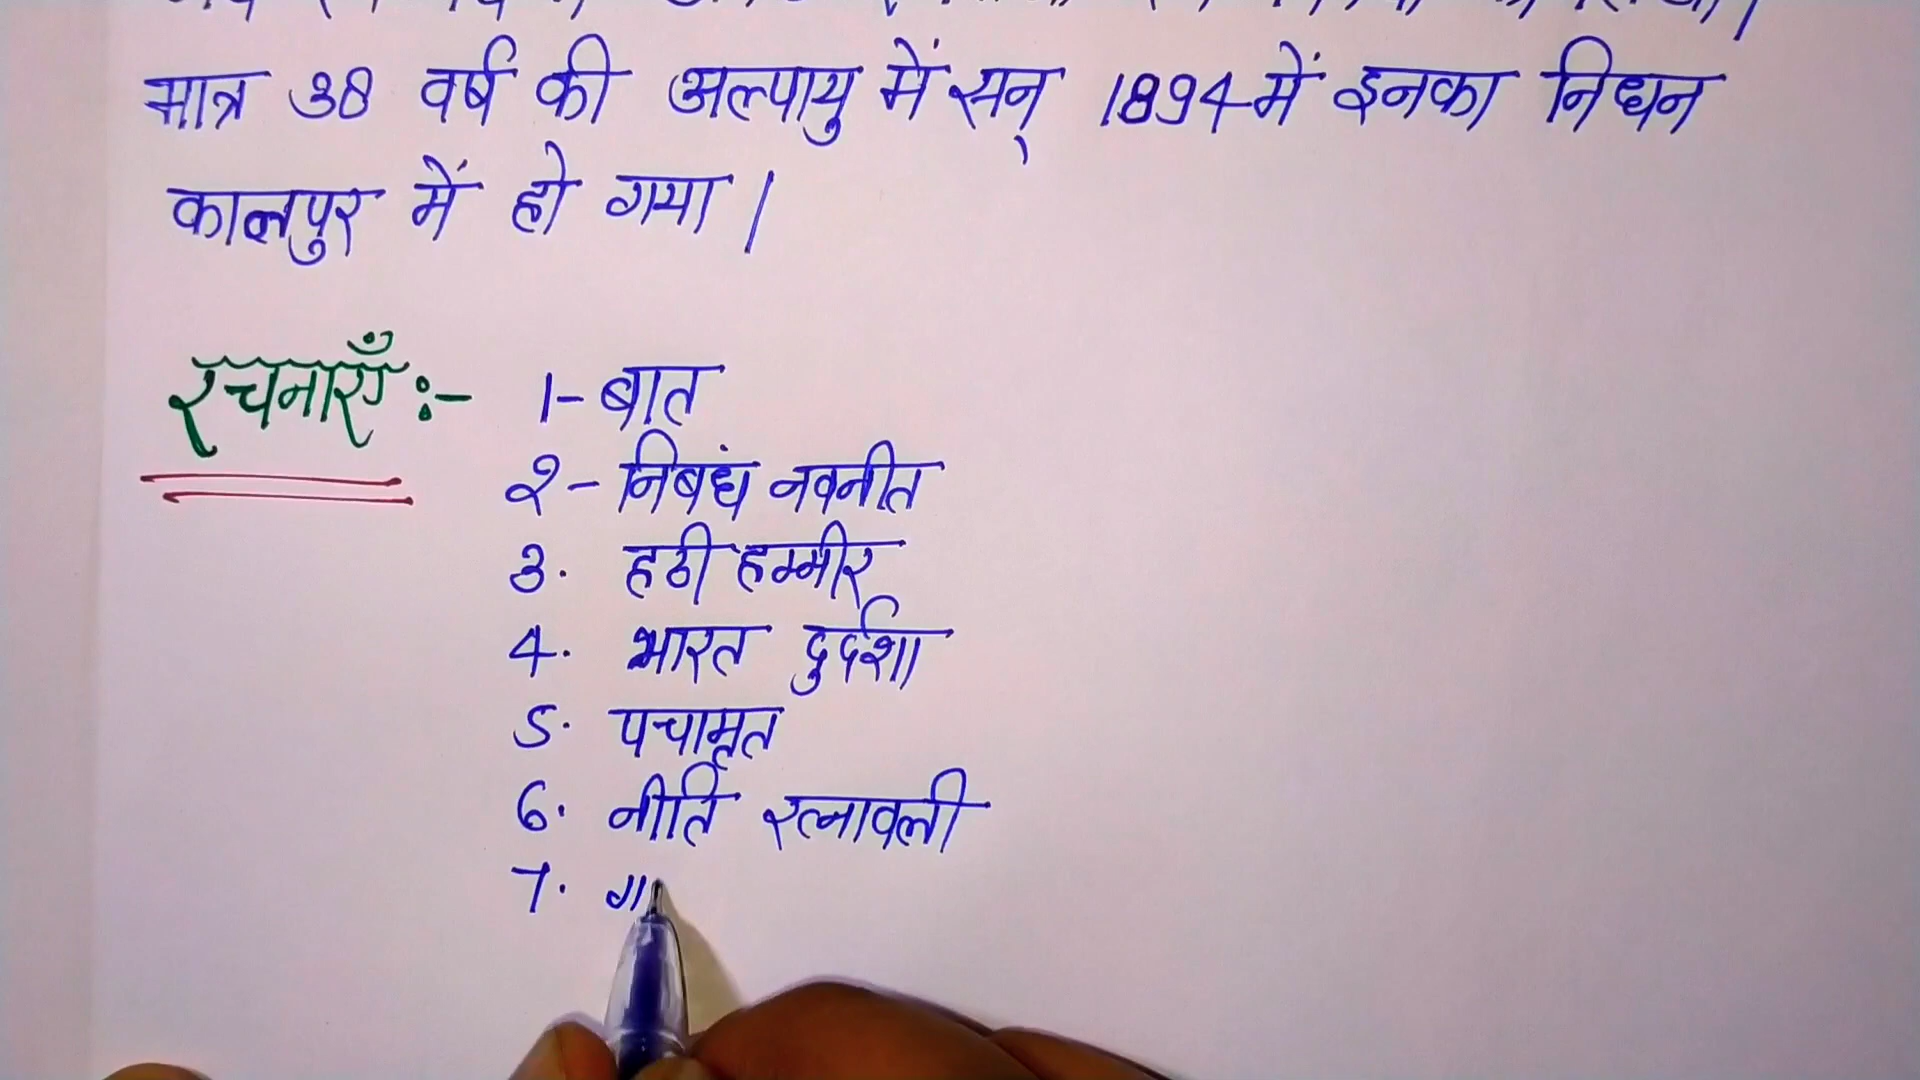 मात्र 38 वर्ष की अल्पायु में सन् 1894 में इनका निधन
कानपुर में हो गया।
रचनाएँ :- 1- बात
2- निबधं नवनीत
3. हठी हम्मीर
4. भारत दुर्दशा
5. पचामृत
6. नीति रत्नावली
7. ग